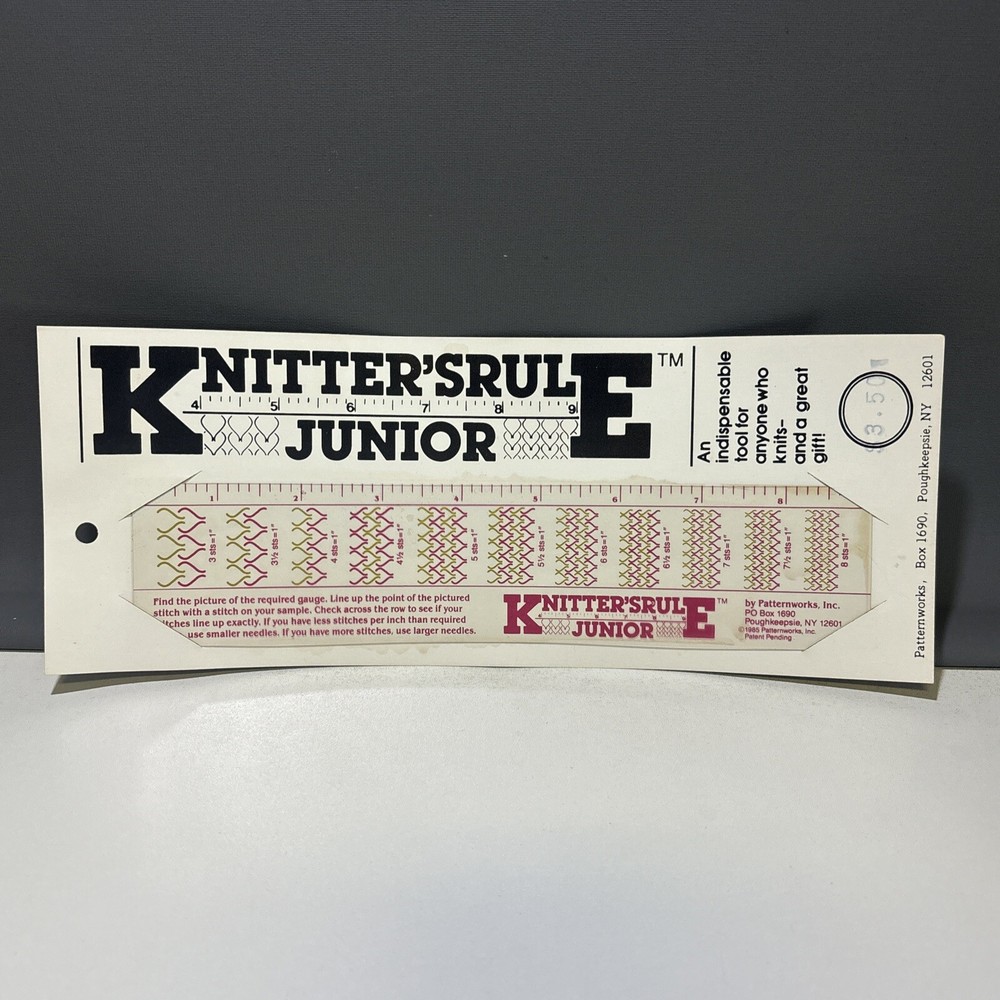 KNITTER'SRULE™
4 5 6 7 8 9
JUNIOR
An
indispensable
tool for
anyone who
knits–
and a great
gift!
3.50
Patternworks, Box 1690, Poughkeepsie, NY 12601
1 2 3 4 5 6 7 8
3 sts=1"
3½ sts=1"
4 sts=1"
4½ sts=1"
5 sts=1"
5½ sts=1"
6 sts=1"
6½ sts=1"
7 sts=1"
7½ sts=1"
8 sts=1"
Find the picture of the required gauge. Line up the point of the pictured
stitch with a stitch on your sample. Check across the row to see if your
line up exactly. If you have less stitches per inch than required
use smaller needles. If you have more stitches, use larger needles.
KNITTER'SRULE™
JUNIOR
by Patternworks, Inc.
PO Box 1690
Poughkeepsie, NY 12601
©1985 Patternworks, Inc.
Patent Pending